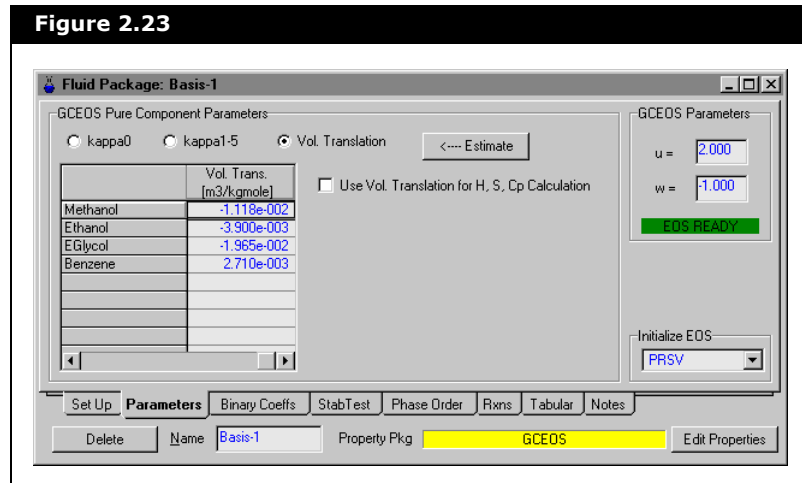 Figure 2.23
Fluid Package: Basis-1
GCEOS Pure Component Parameters
kappa0 kappa1-5 Vol. Translation <---- Estimate
Vol. Trans.
[m3/kgmole]
Use Vol. Translation for H, S, Cp Calculation
Methanol -1.118e-002
Ethanol -3.900e-003
EGlycol -1.965e-002
Benzene 2.710e-003
GCEOS Parameters
u = 2.000
w = -1.000
EOS READY
Initialize EOS
PRSV
Set Up Parameters Binary Coeffs StabTest Phase Order Rxns Tabular Notes
Delete Name Basis-1 Property Pkg GCEOS Edit Properties